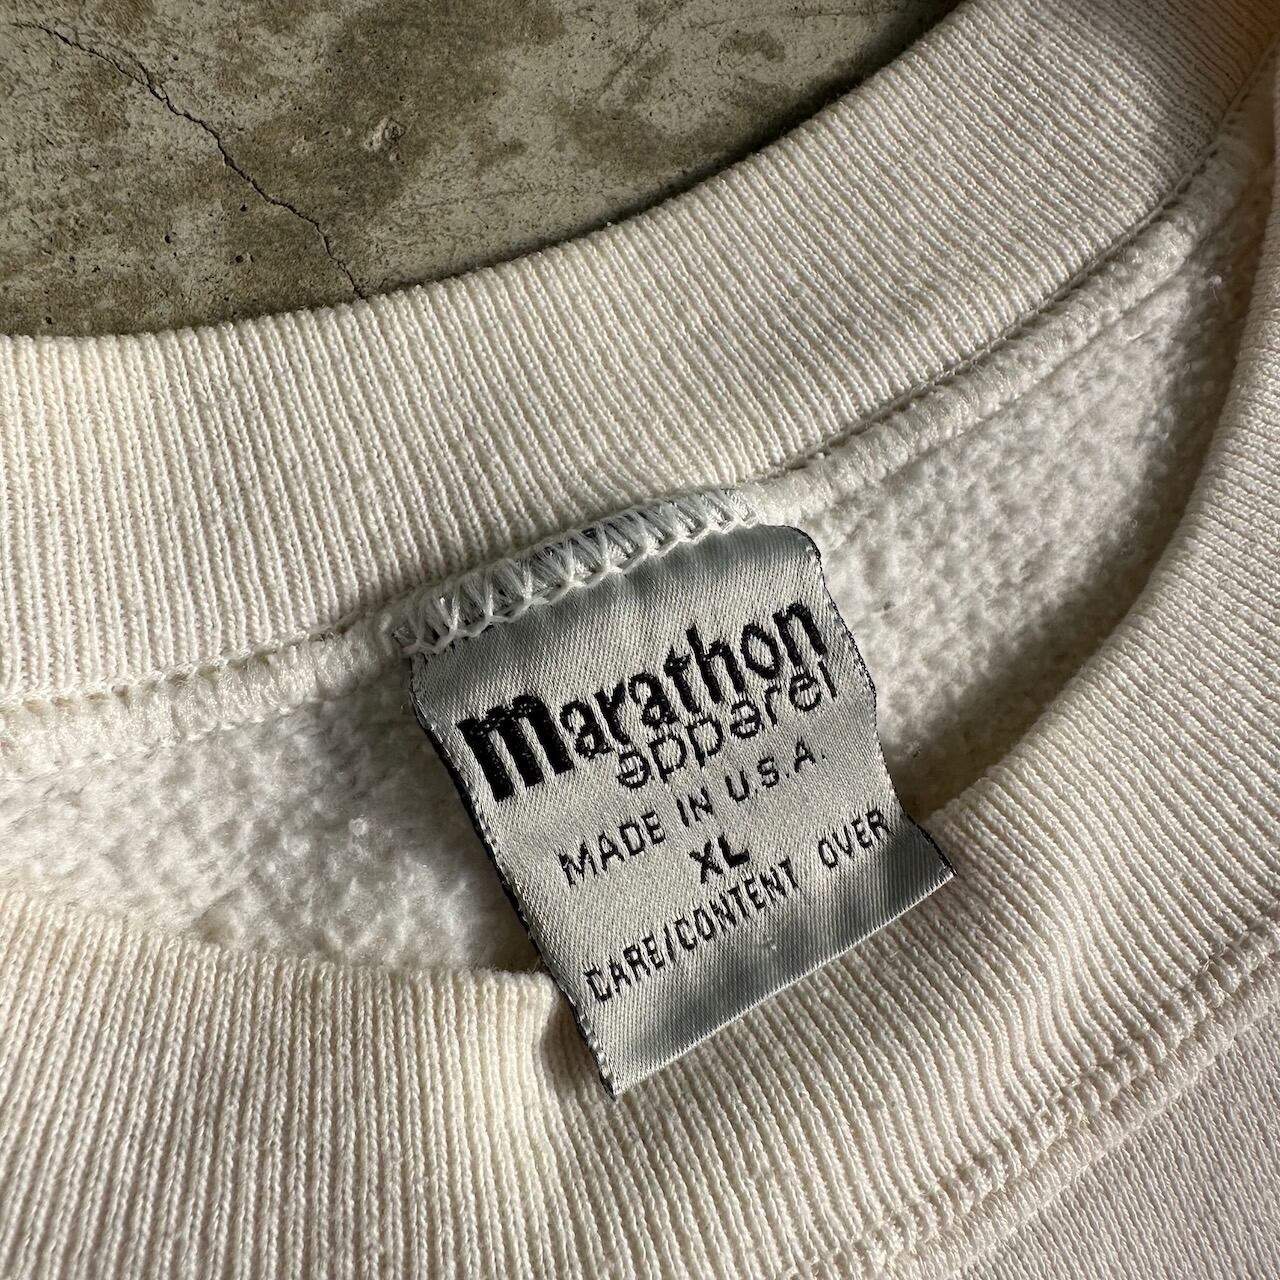 marathon
apparel
MADE IN U.S.A.
XL
CARE/CONTENT OVER